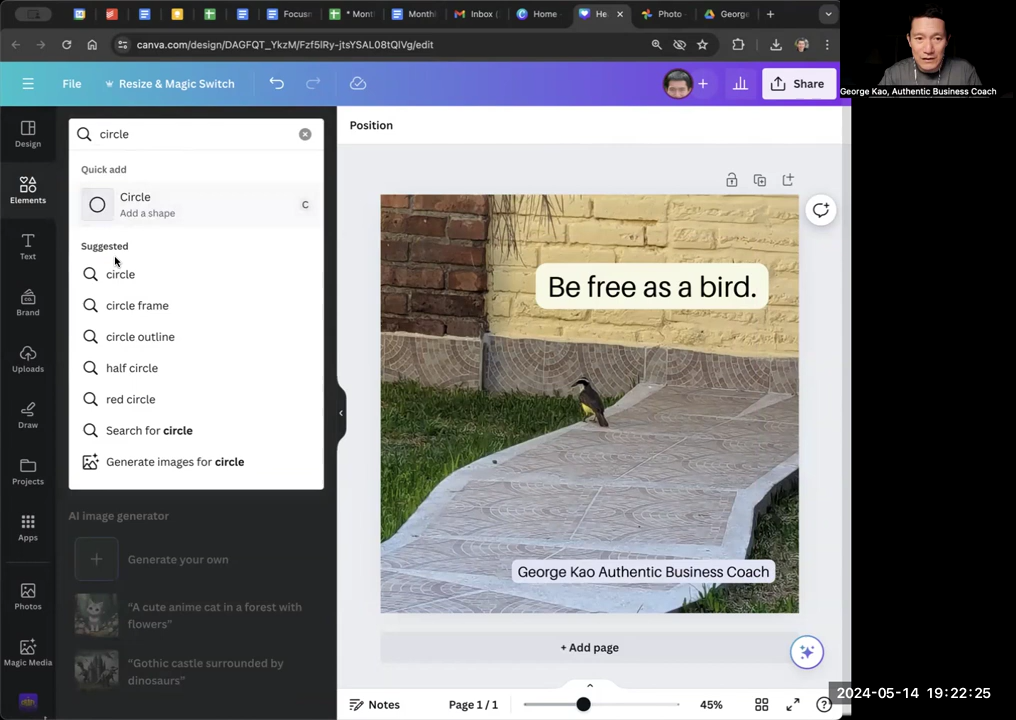 Focusn
* Mont
Month
Inbox (
Home -
He
Photo -
George
canva.com/design/DAGFQT_YkzM/Fzf5lRy-jtsYSAL08tQIVg/edit
George Kao, Authentic Business Coach
File
Resize & Magic Switch
Share
Design
Elements
Text
Brand
Uploads
Draw
Projects
Apps
Photos
Magic Media
circle
Quick add
Circle
Add a shape
C
Suggested
circle
circle frame
circle outline
half circle
red circle
Search for circle
Generate images for circle
AI image generator
Generate your own
“A cute anime cat in a forest with
flowers”
“Gothic castle surrounded by
dinosaurs”
Position
Be free as a bird.
George Kao Authentic Business Coach
+ Add page
Notes
Page 1 / 1
45%
2024-05-14 19:22:25